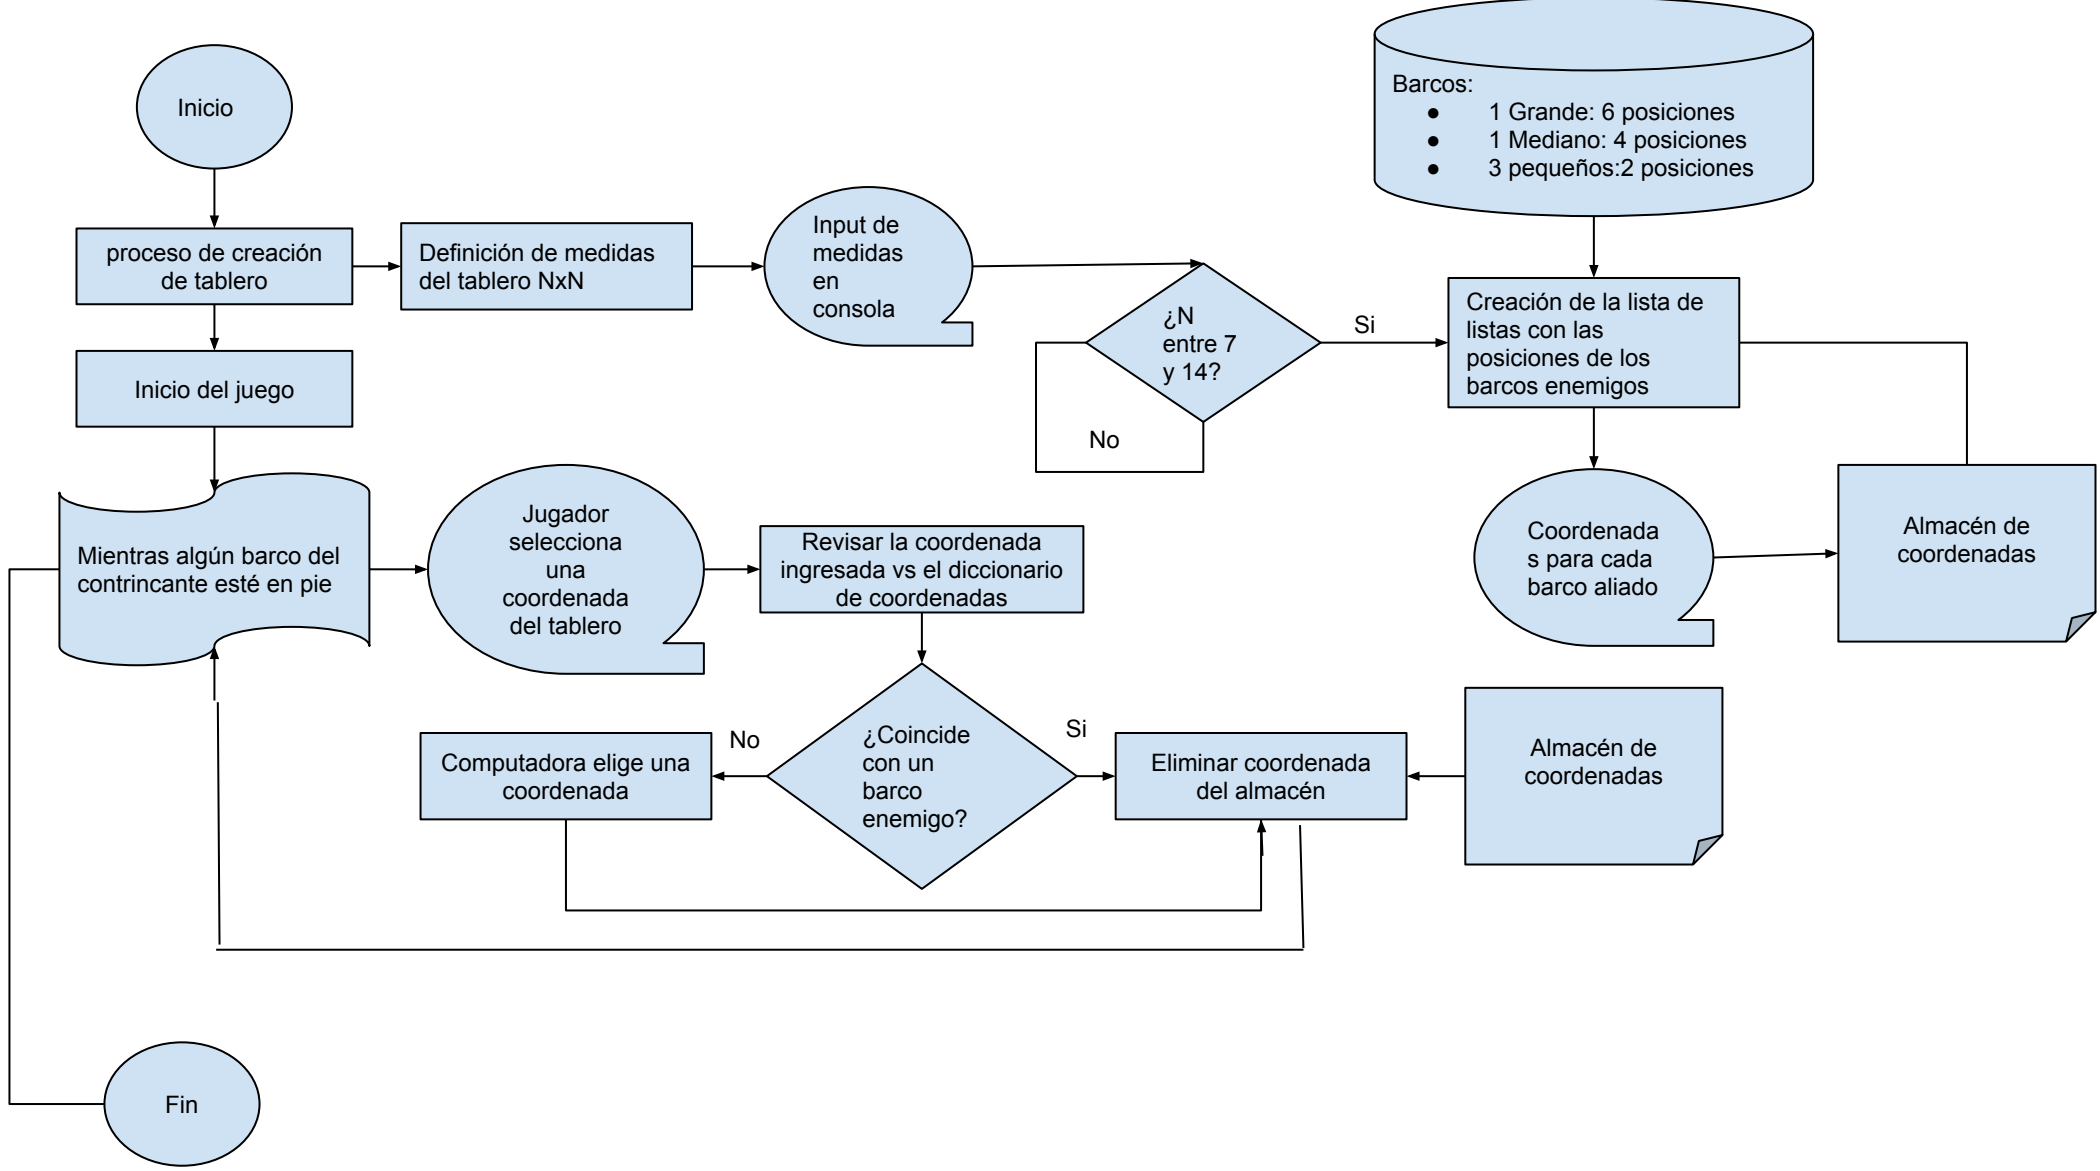 Inicio
Barcos:
● 1 Grande: 6 posiciones
● 1 Mediano: 4 posiciones
● 3 pequeños:2 posiciones
proceso de creación
de tablero
Definición de medidas
del tablero NxN
Input de
medidas
en
consola
¿N
entre 7
y 14?
Si
No
Creación de la lista de
listas con las
posiciones de los
barcos enemigos
Inicio del juego
Mientras algún barco del
contrincante esté en pie
Jugador
selecciona
una
coordenada
del tablero
Revisar la coordenada
ingresada vs el diccionario
de coordenadas
Coordenada
s para cada
barco aliado
Almacén de
coordenadas
Computadora elige una
coordenada
No
¿Coincide
con un
barco
enemigo?
Si
Eliminar coordenada
del almacén
Almacén de
coordenadas
Fin